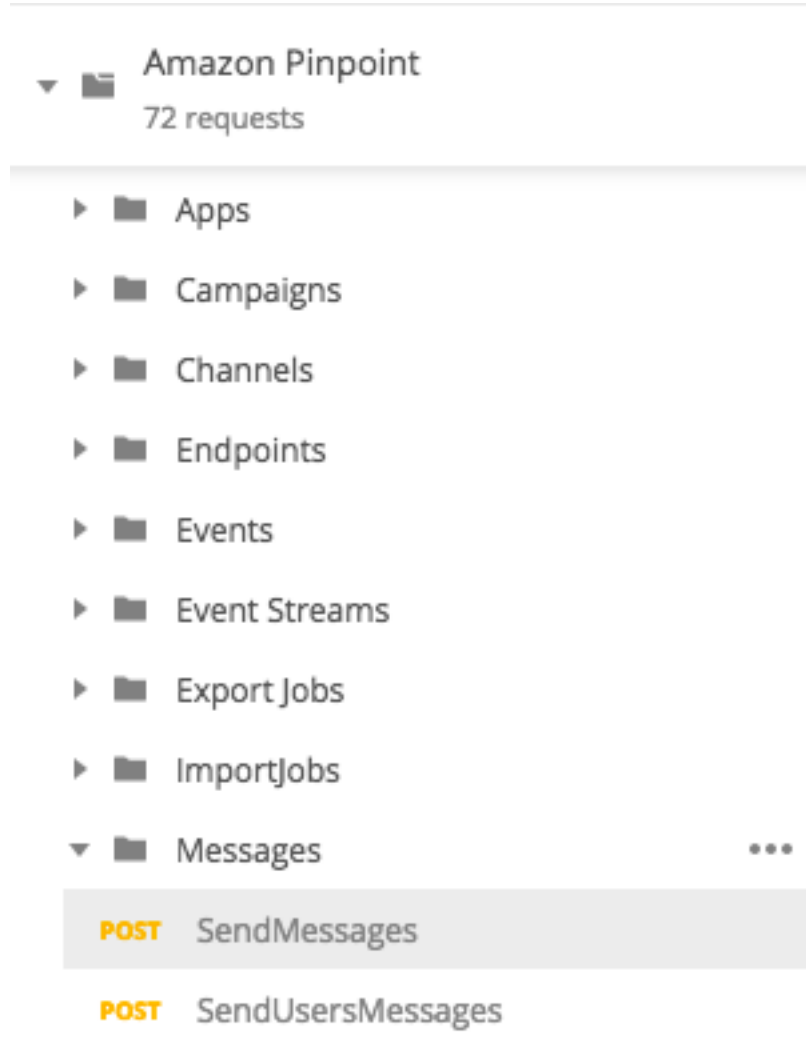 Amazon Pinpoint
72 requests
Apps
Campaigns
Channels
Endpoints
Events
Event Streams
Export Jobs
ImportJobs
Messages
POST SendMessages
POST SendUsersMessages